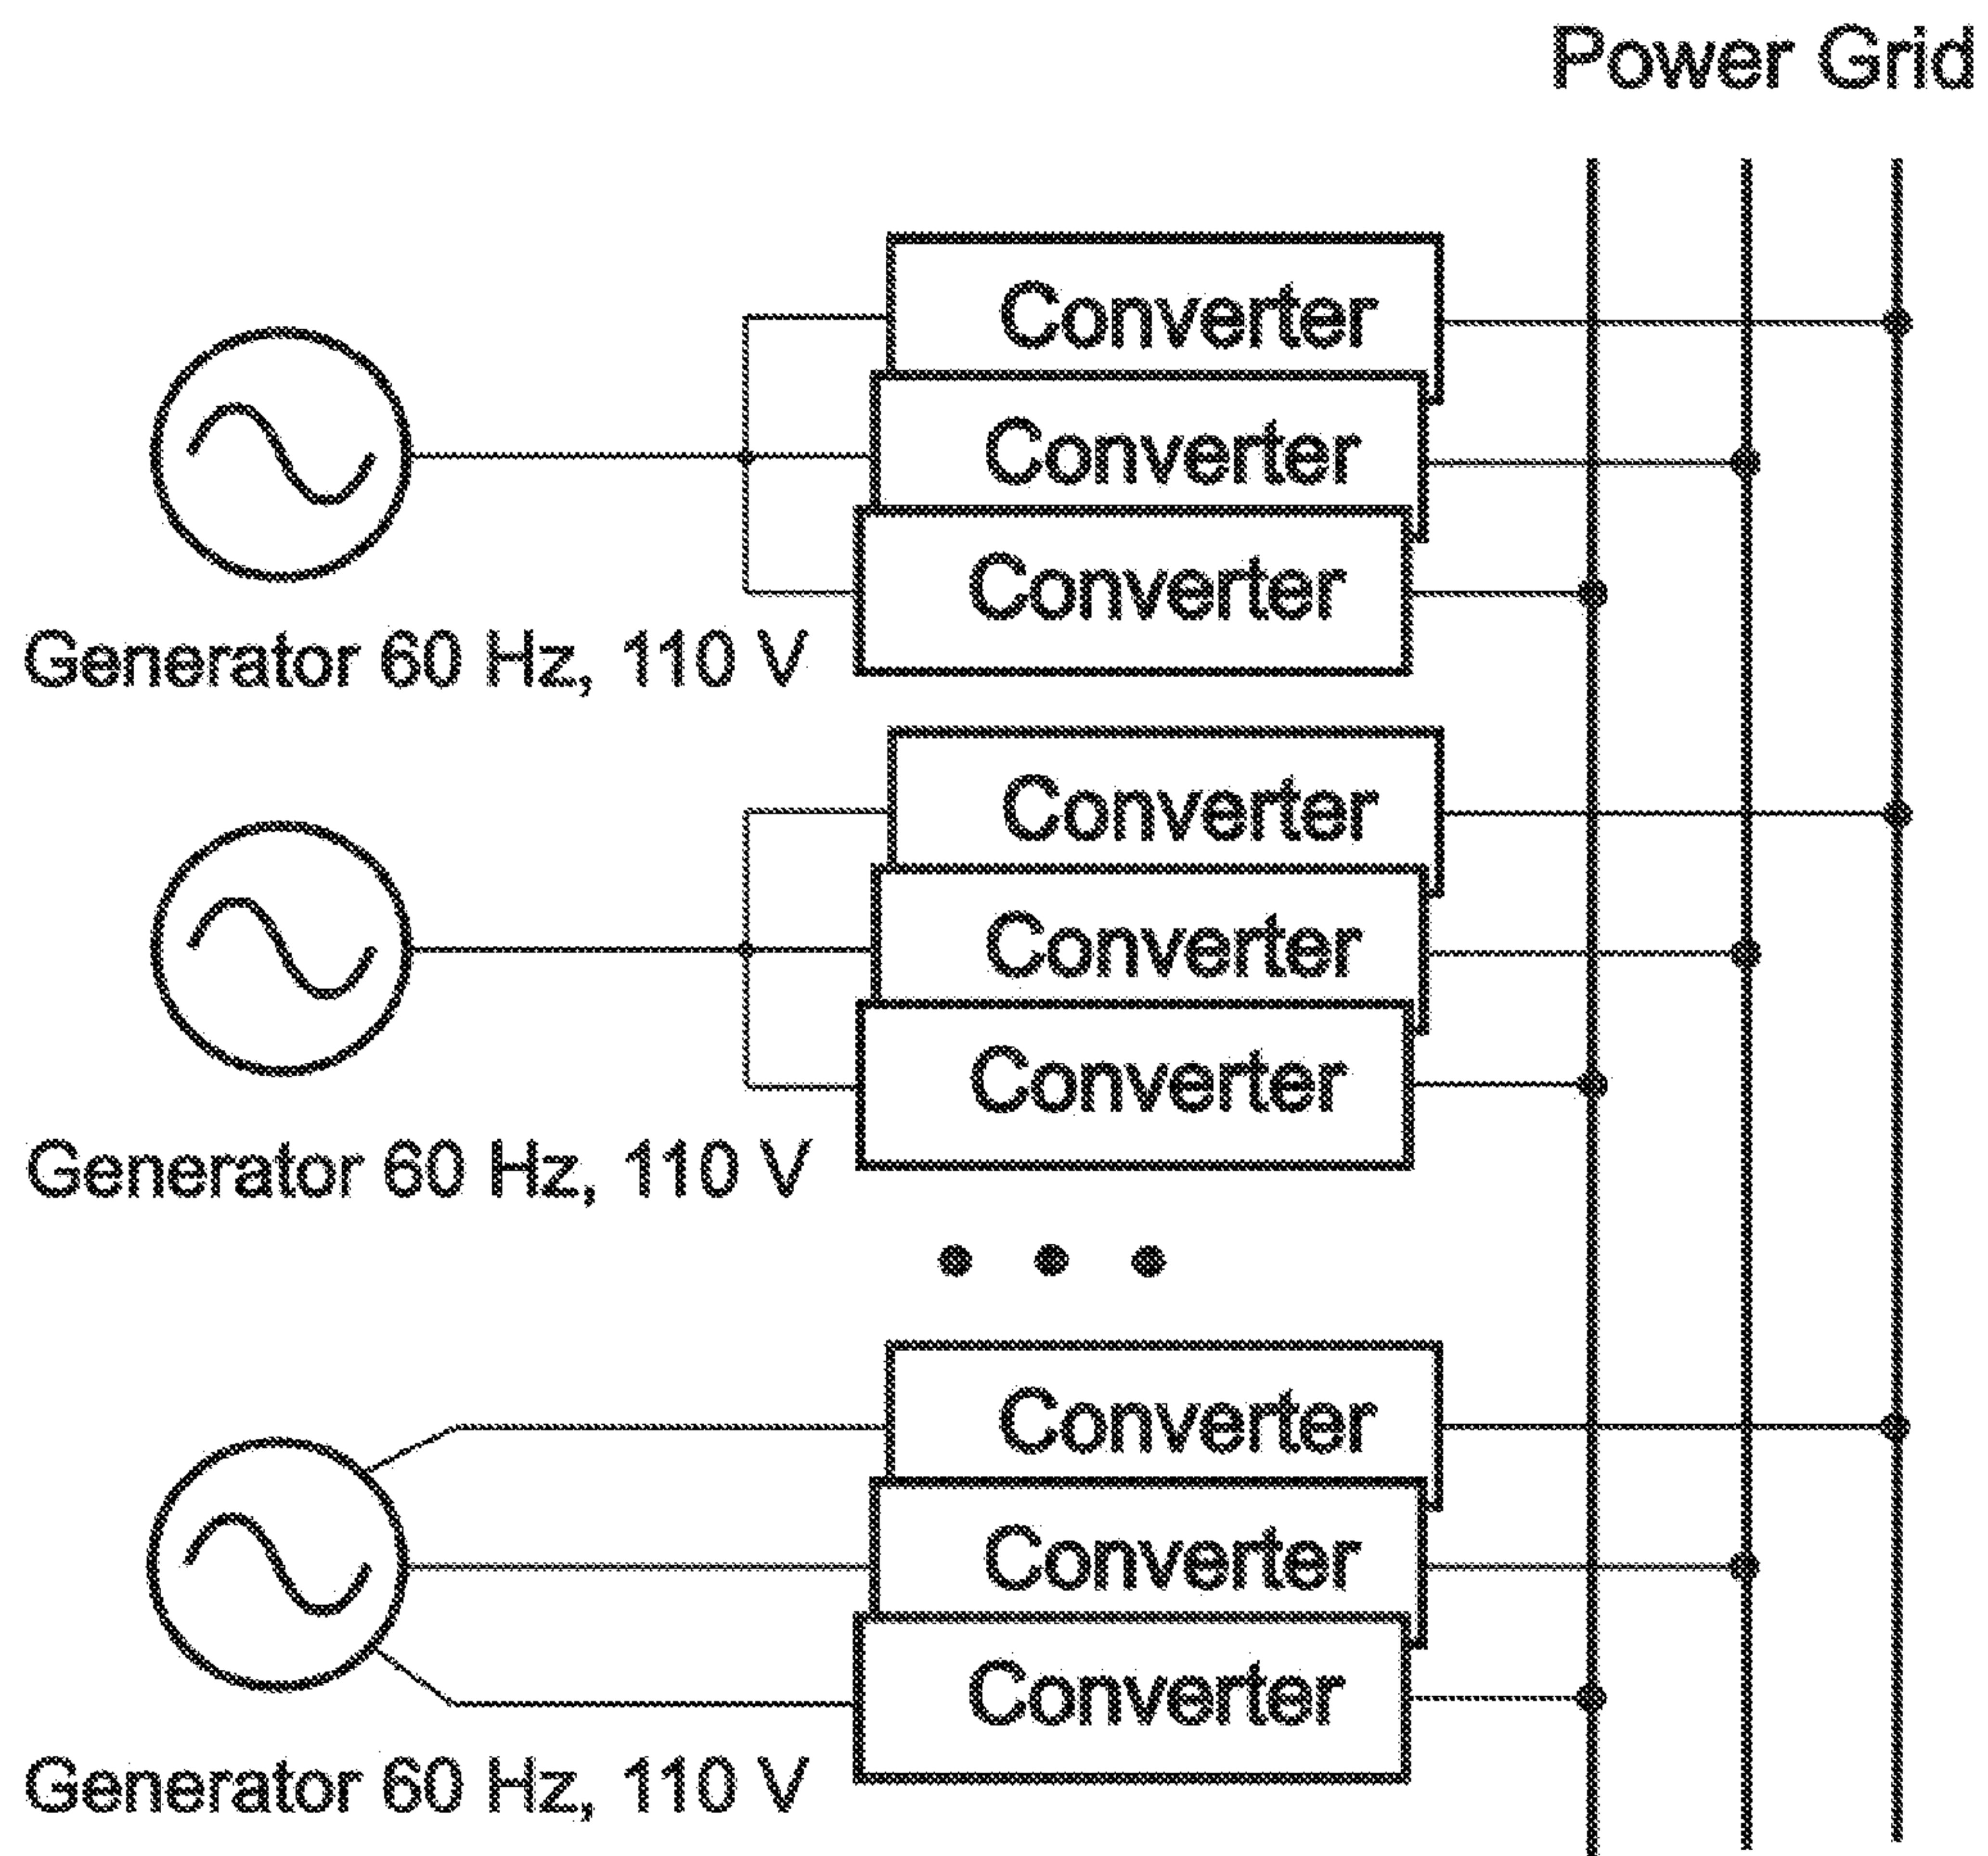 Power Grid
Converter
Converter
Converter
Generator 60 Hz, 110 V
Converter
Converter
Converter
Generator 60 Hz, 110 V
Converter
Converter
Converter
Generator 60 Hz, 110 V